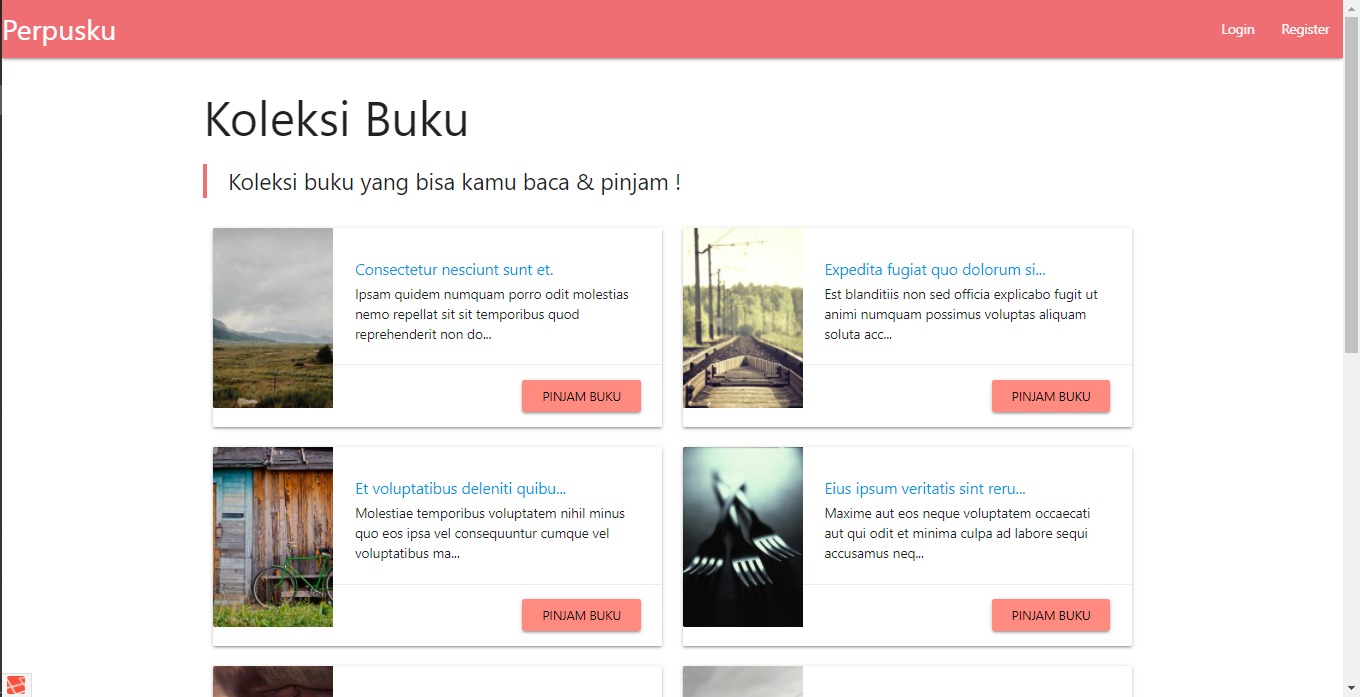 Perpusku
Login
Register
Koleksi Buku
Koleksi buku yang bisa kamu baca & pinjam !
Consectetur nesciunt sunt et.
Ipsam quidem numquam porro odit molestias
nemo repellat sit sit temporibus quod
reprehenderit non do...
PINJAM BUKU
Expedita fugiat quo dolorum si...
Est blanditiis non sed officia explicabo fugit ut
animi numquam possimus voluptas aliquam
soluta acc...
PINJAM BUKU
Et voluptatibus deleniti quibu...
Molestiae temporibus voluptatem nihil minus
quo eos ipsa vel consequuntur cumque vel
voluptatibus ma...
PINJAM BUKU
Eius ipsum veritatis sint reru...
Maxime aut eos neque voluptatem occaecati
aut qui odit et minima culpa ad labore sequi
accusamus neq...
PINJAM BUKU